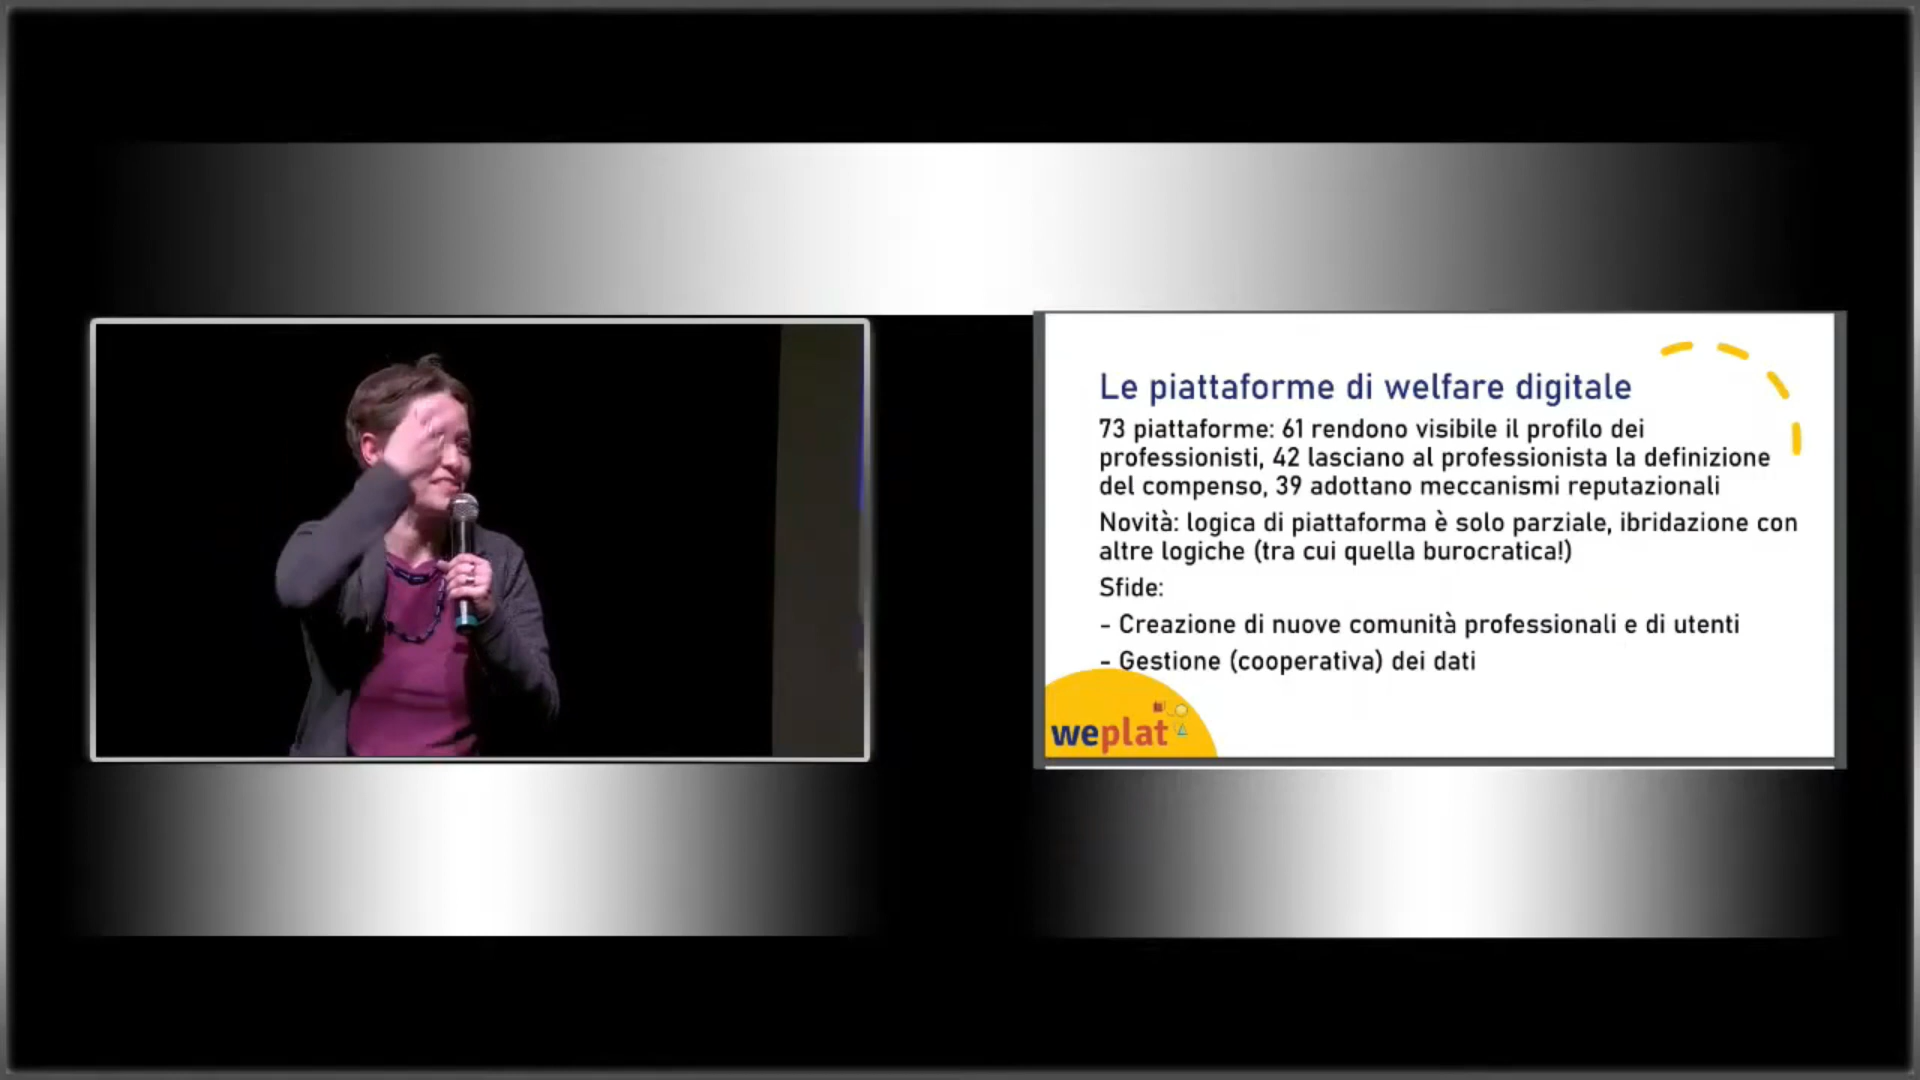 Le piattaforme di welfare digitale
73 piattaforme: 61 rendono visibile il profilo dei
professionisti, 42 lasciano al professionista la definizione
del compenso, 39 adottano meccanismi reputazionali
Novità: logica di piattaforma è solo parziale, ibridazione con
altre logiche (tra cui quella burocratica!)
Sfide:
- Creazione di nuove comunità professionali e di utenti
- Gestione (cooperativa) dei dati
weplat